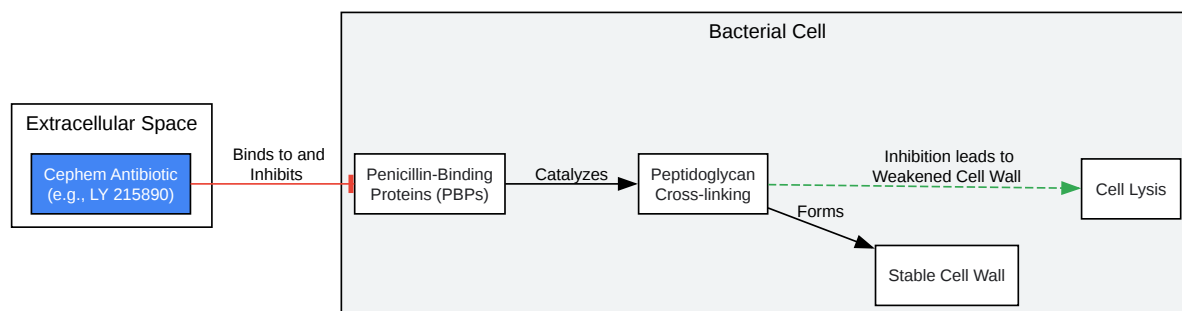 Bacterial Cell
Extracellular Space
Cephem Antibiotic
(e.g., LY 215890)
Binds to and
Inhibits
Penicillin-Binding
Proteins (PBPs)
Catalyzes
Peptidoglycan
Cross-linking
Inhibition leads to
Weakened Cell Wall
Cell Lysis
Forms
Stable Cell Wall